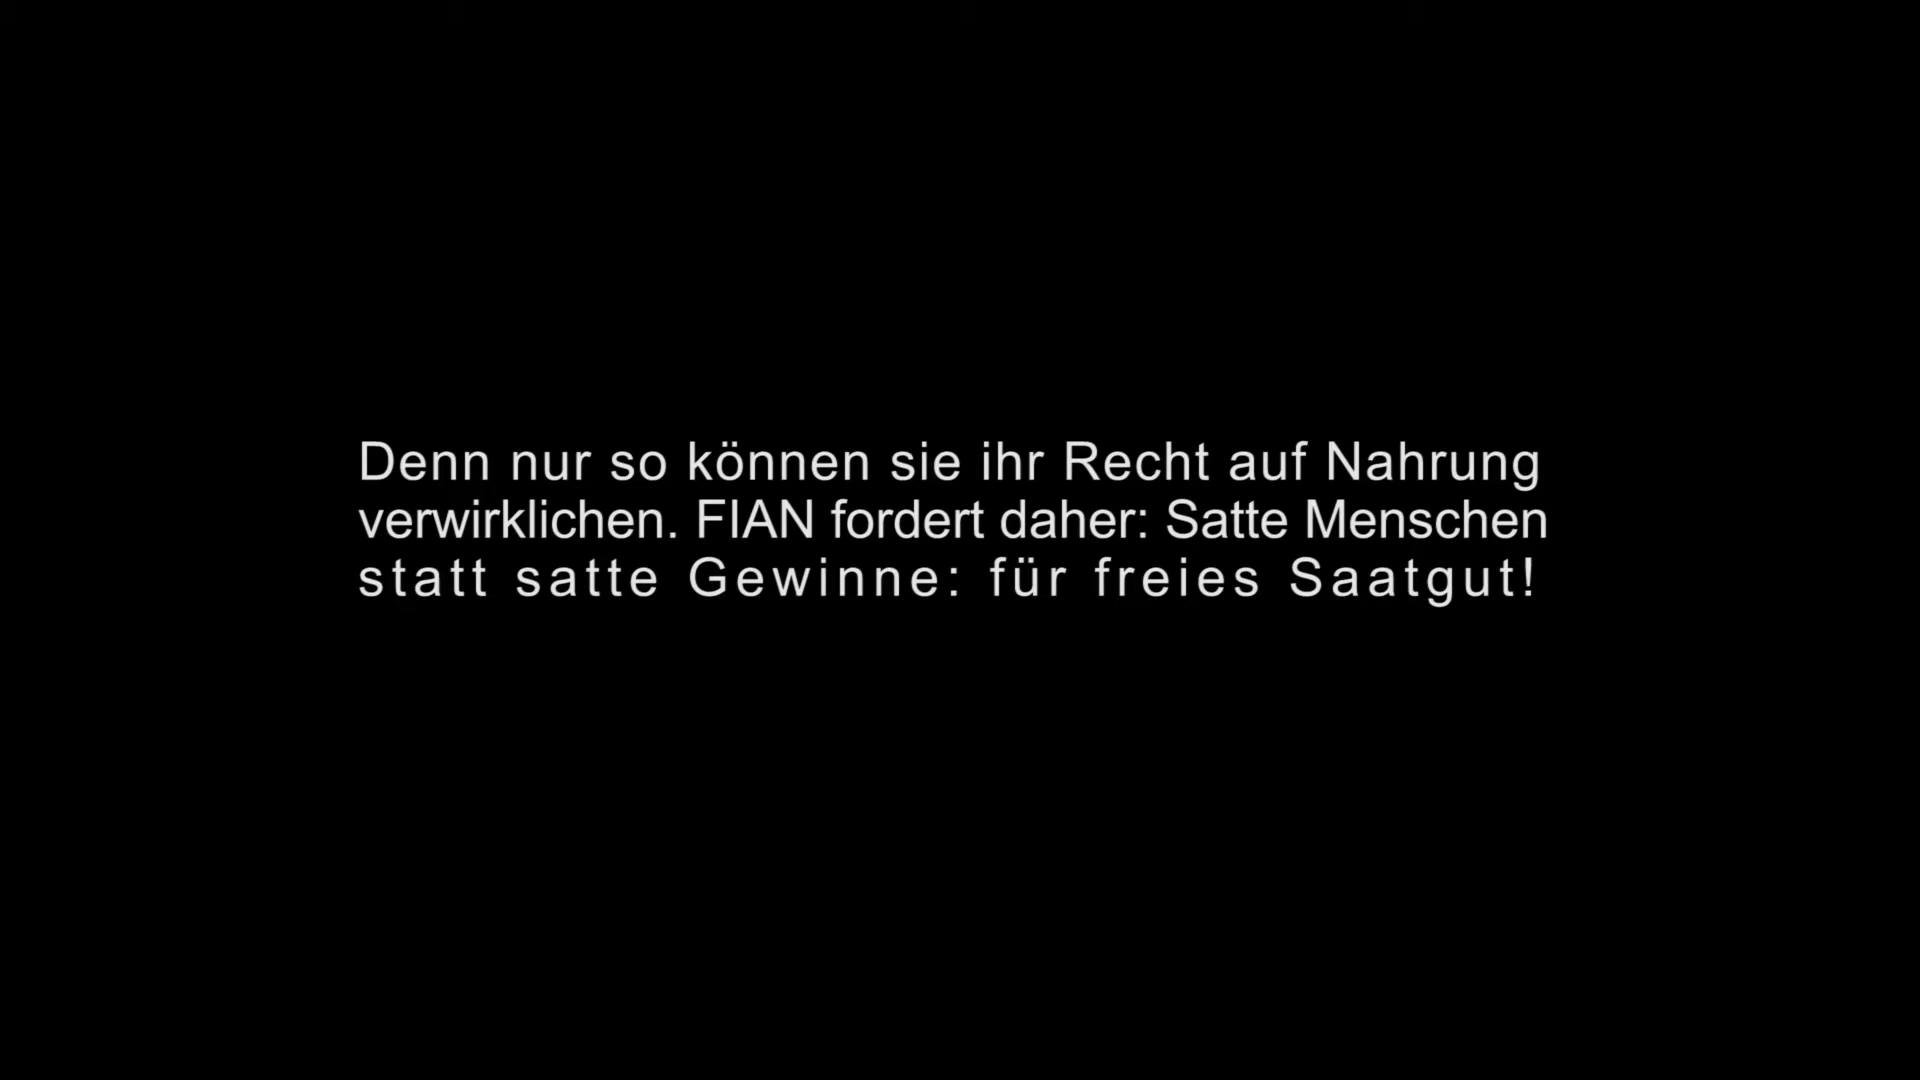 Denn nur so können sie ihr Recht auf Nahrung
verwirklichen. FIAN fordert daher: Satte Menschen
statt satte Gewinne: für freies Saatgut!